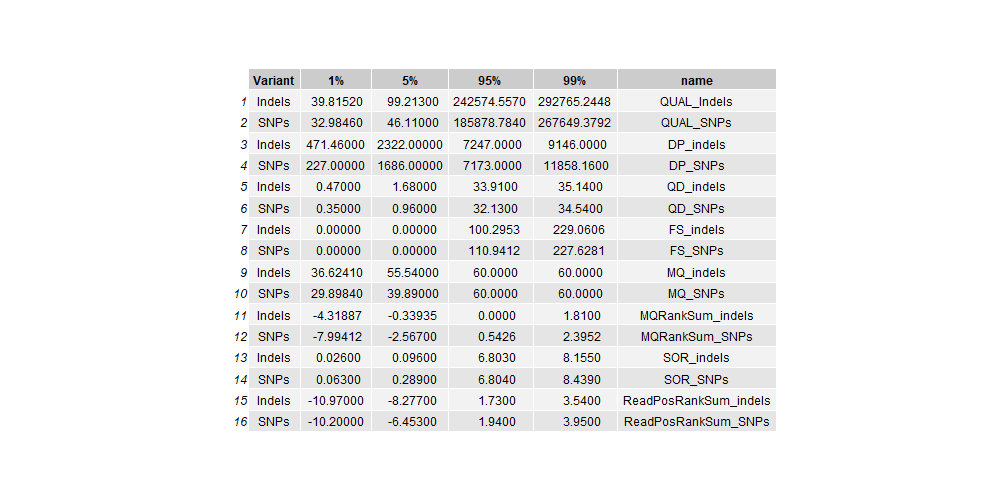 Variant 1% 5% 95% 99% name
1 Indels 39.81520 99.21300 242574.5570 292765.2448 QUAL_Indels
2 SNPs 32.98460 46.11000 185878.7840 267649.3792 QUAL_SNPs
3 Indels 471.46000 2322.00000 7247.0000 9146.0000 DP_indels
4 SNPs 227.00000 1686.00000 7173.0000 11858.1600 DP_SNPs
5 Indels 0.47000 1.68000 33.9100 35.1400 QD_indels
6 SNPs 0.35000 0.96000 32.1300 34.5400 QD_SNPs
7 Indels 0.00000 0.00000 100.2953 229.0606 FS_indels
8 SNPs 0.00000 0.00000 110.9412 227.6281 FS_SNPs
9 Indels 36.62410 55.54000 60.0000 60.0000 MQ_indels
10 SNPs 29.89840 39.89000 60.0000 60.0000 MQ_SNPs
11 Indels -4.31887 -0.33935 0.0000 1.8100 MQRankSum_indels
12 SNPs -7.99412 -2.56700 0.5426 2.3952 MQRankSum_SNPs
13 Indels 0.02600 0.09600 6.8030 8.1550 SOR_indels
14 SNPs 0.06300 0.28900 6.8040 8.4390 SOR_SNPs
15 Indels -10.97000 -8.27700 1.7300 3.5400 ReadPosRankSum_indels
16 SNPs -10.20000 -6.45300 1.9400 3.9500 ReadPosRankSum_SNPs